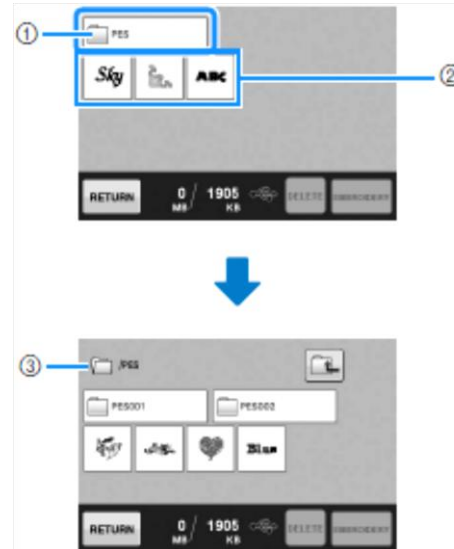 ① PES
Sky ABC ②
RETURN 0 MB / 1905 KB DELETE EMBROIDERY
③ /PES
PES001 PES002
Blue
RETURN 0 MB / 1905 KB DELETE EMBROIDERY